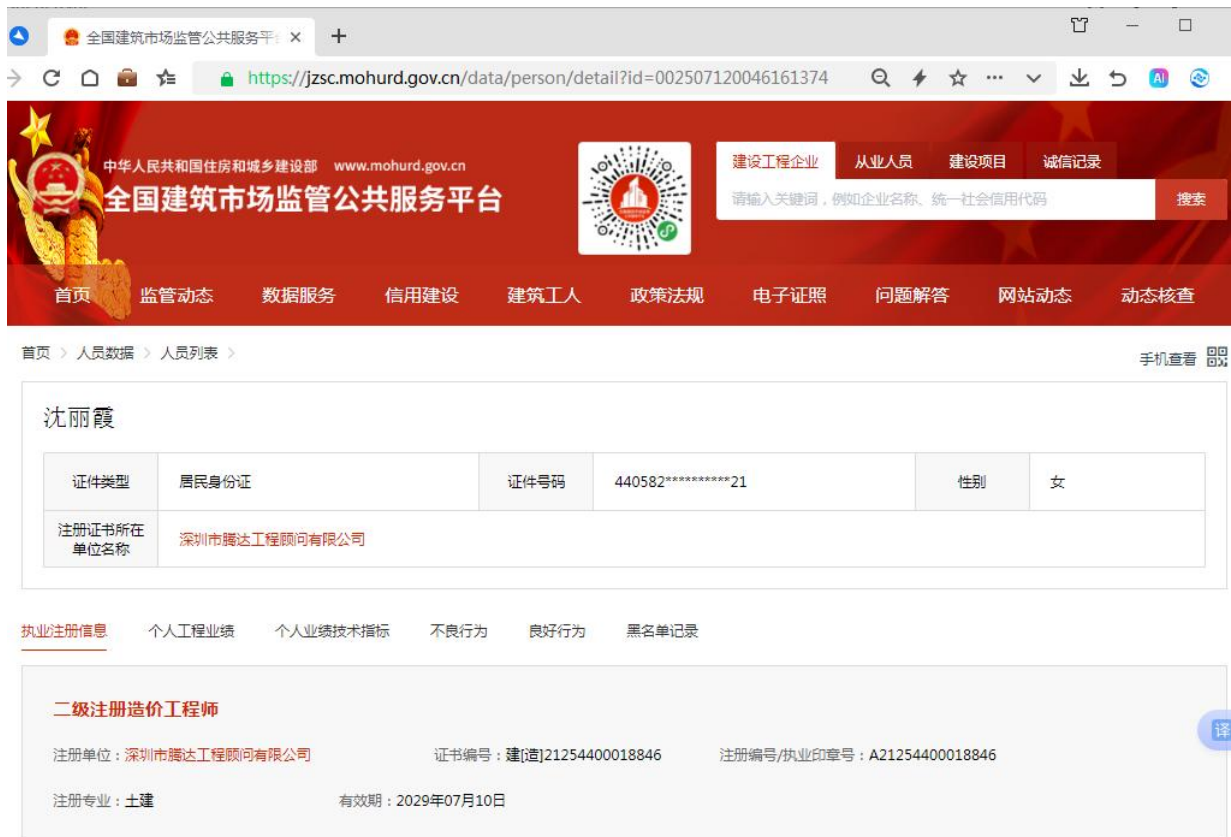 全国建筑市场监管公共服务平
https://jzsc.mohurd.gov.cn/data/person/detail?id=002507120046161374
AI
中华人民共和国住房和城乡建设部 www.mohurd.gov.cn
全国建筑市场监管公共服务平台
建设工程企业 从业人员 建设项目 诚信记录
请输入关键词，例如企业名称、统一社会信用代码 搜索
首页 监管动态 数据服务 信用建设 建筑工人 政策法规 电子证照 问题解答 网站动态 动态核查
首页 > 人员数据 > 人员列表 >
手机查看
沈丽霞
证件类型 居民身份证 证件号码 440582**********21 性别 女
注册证书所在
单位名称
深圳市腾达工程顾问有限公司
执业注册信息 个人工程业绩 个人业绩技术指标 不良行为 良好行为 黑名单记录
二级注册造价工程师
译
注册单位：深圳市腾达工程顾问有限公司 证书编号：建[造]21254400018846 注册编号/执业印章号：A21254400018846
注册专业：土建 有效期：2029年07月10日